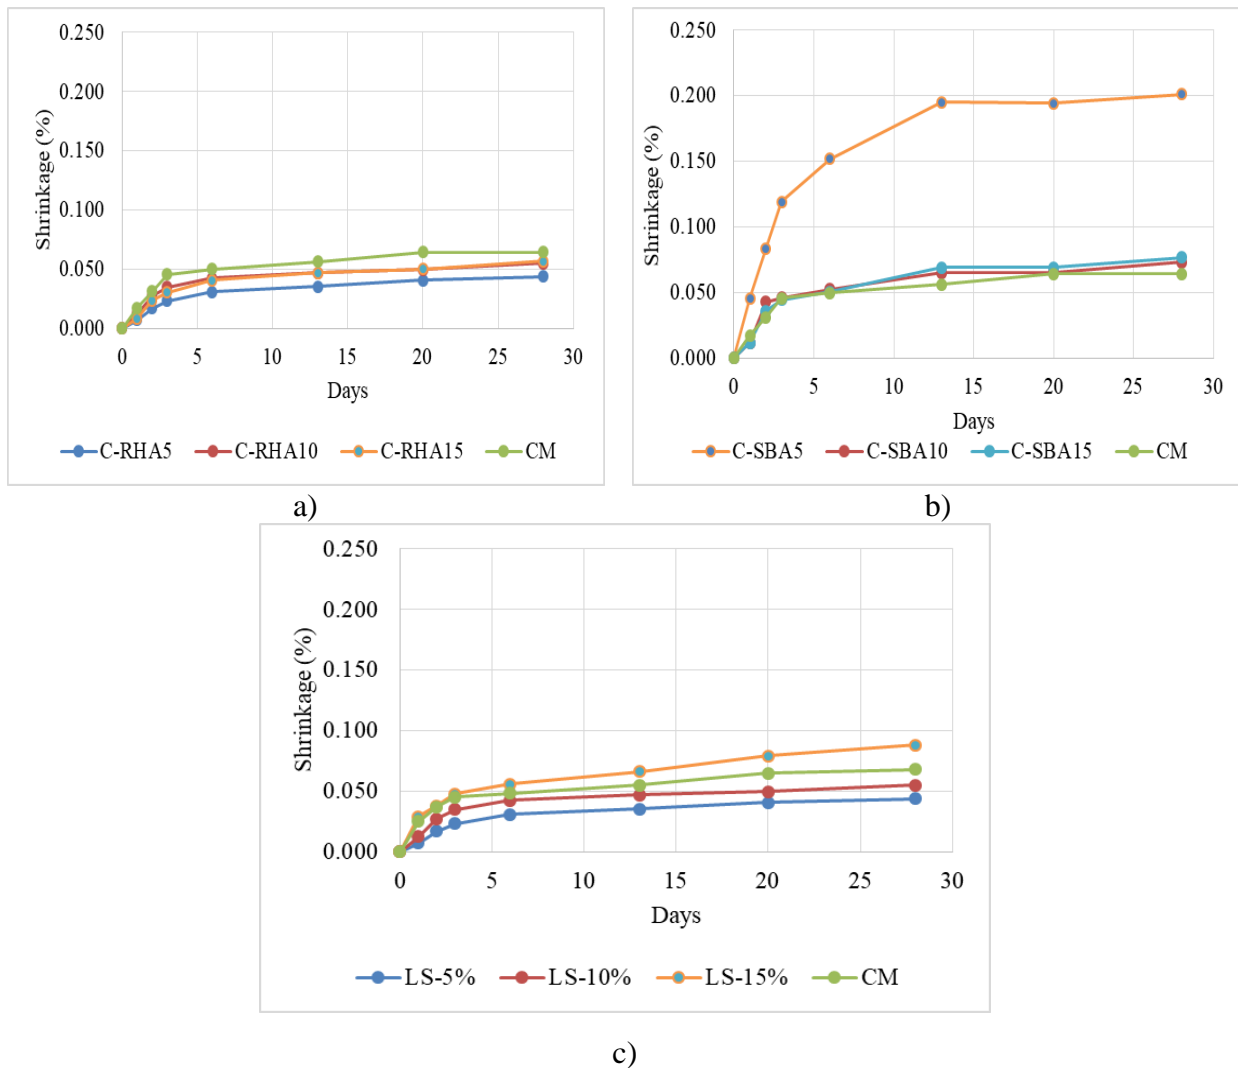 0.250
0.200
0.150
0.100
0.050
0.000
Shrinkage (%)
0 5 10 15 20 25 30
Days
C-RHA5 C-RHA10 C-RHA15 CM
a)
0.250
0.200
0.150
0.100
0.050
0.000
Shrinkage (%)
0 5 10 15 20 25 30
Days
C-SBA5 C-SBA10 C-SBA15 CM
b)
0.250
0.200
0.150
0.100
0.050
0.000
Shrinkage (%)
0 5 10 15 20 25 30
Days
LS-5% LS-10% LS-15% CM
c)